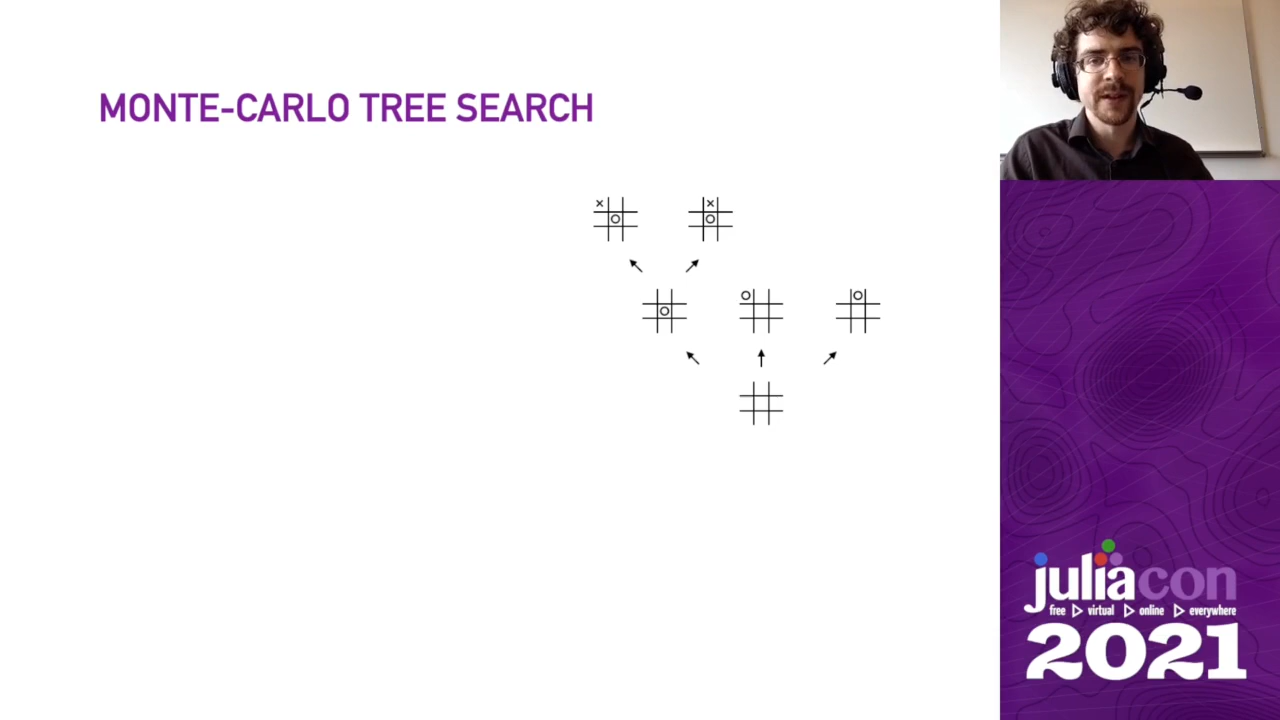 MONTE-CARLO TREE SEARCH
juliacon
free ▷ virtual ▷ online ▷ everywhere
2021